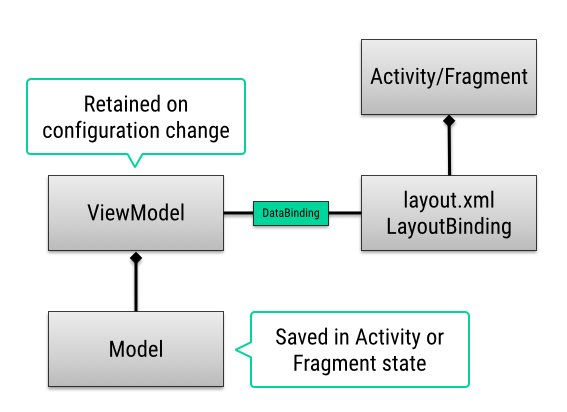 Activity/Fragment
Retained on
configuration change
ViewModel
DataBinding
layout.xml
LayoutBinding
Model
Saved in Activity or
Fragment state